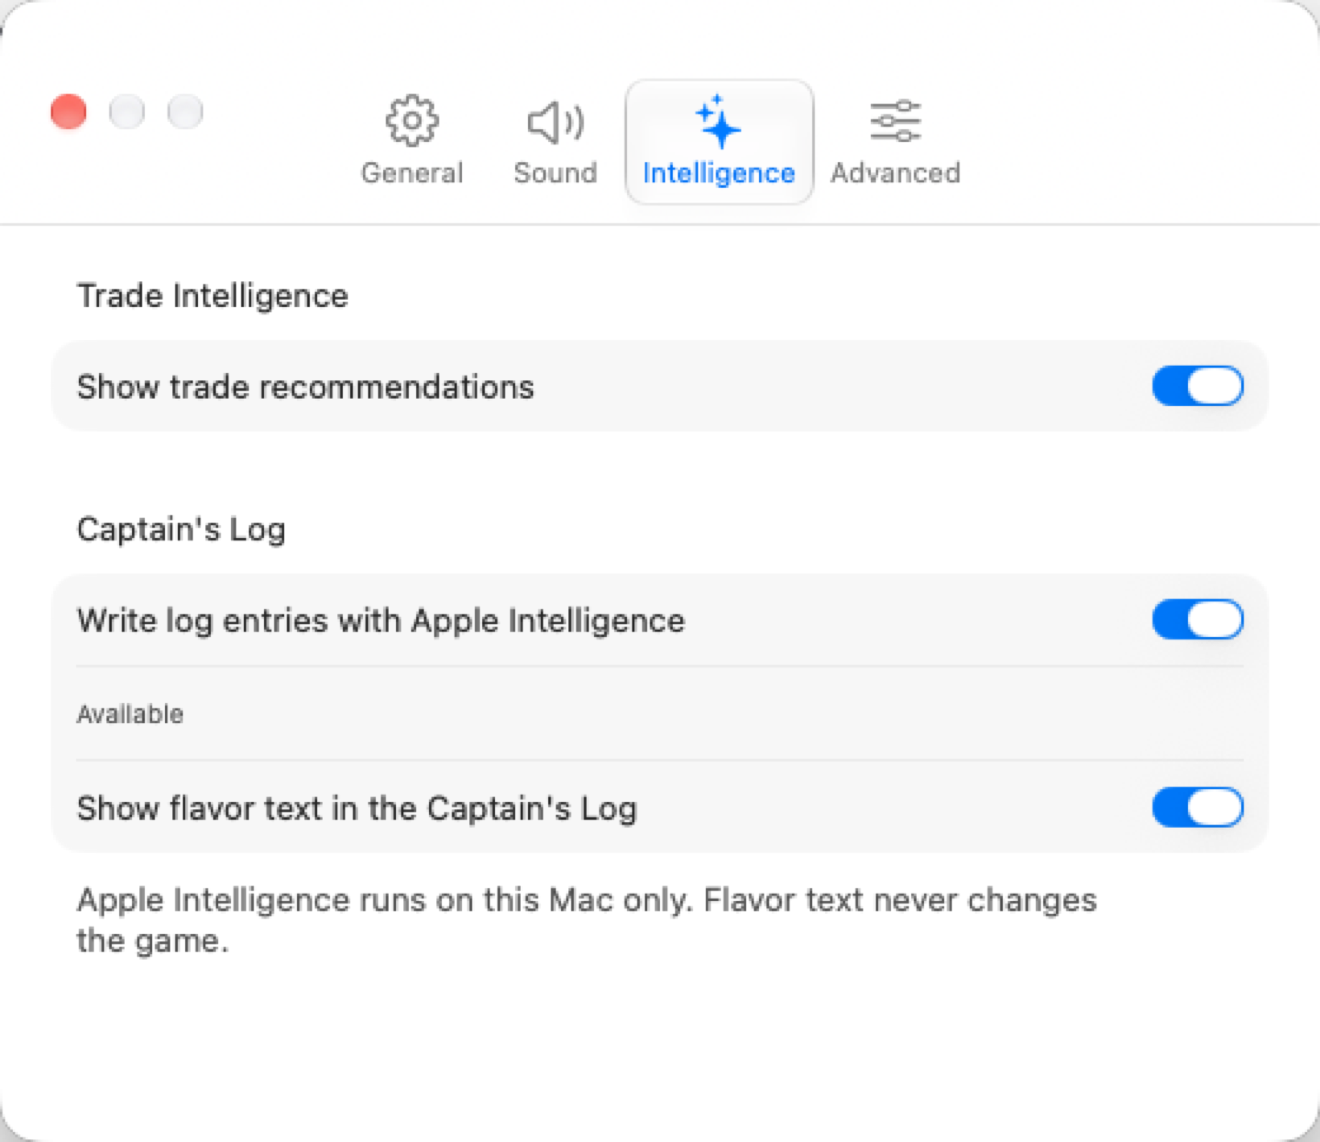 General
Sound
Intelligence
Advanced
Trade Intelligence
Show trade recommendations
Captain's Log
Write log entries with Apple Intelligence
Available
Show flavor text in the Captain's Log
Apple Intelligence runs on this Mac only. Flavor text never changes
the game.